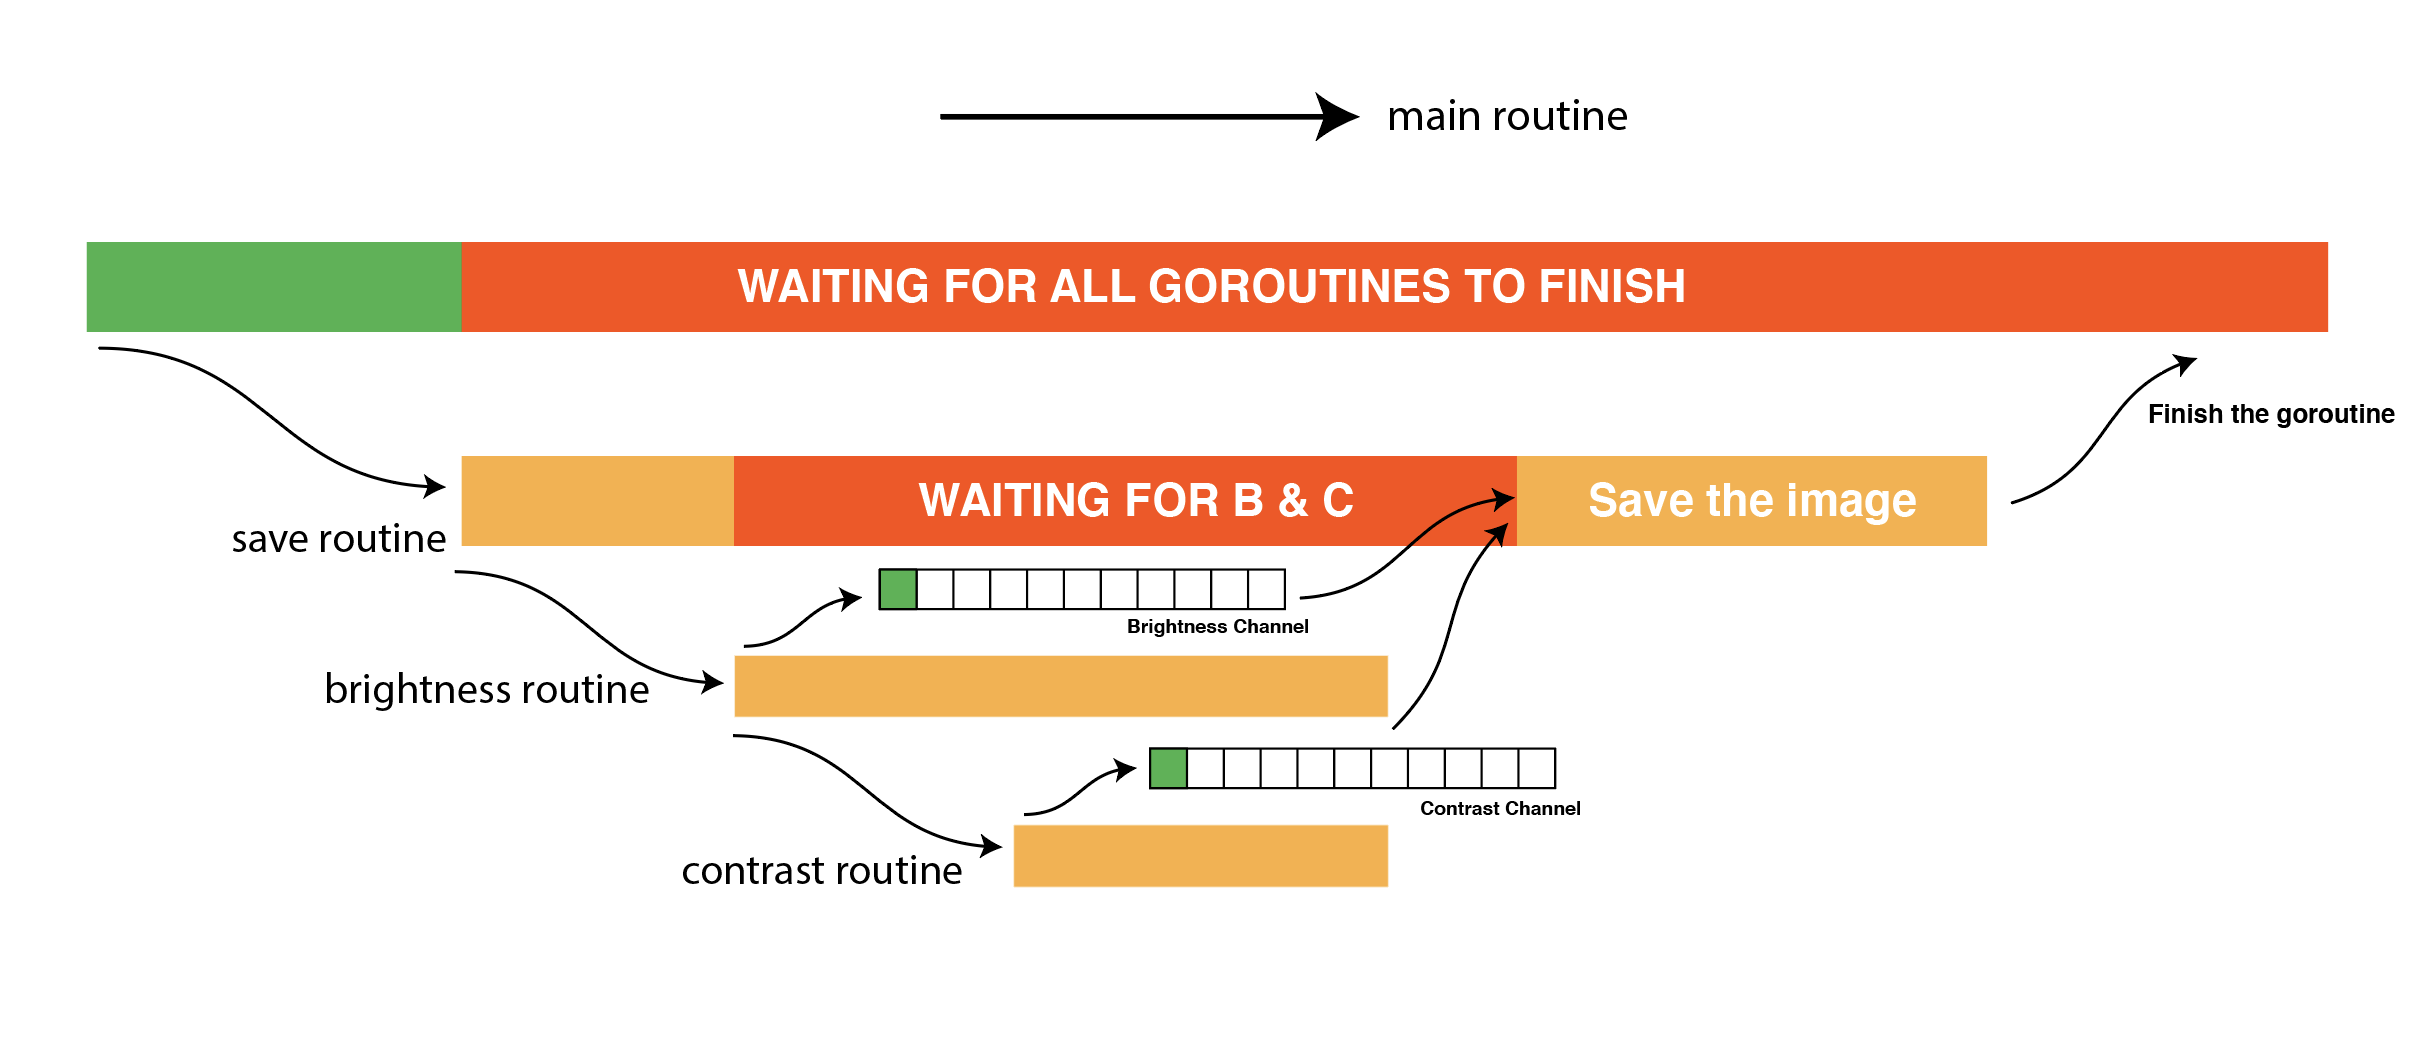 main routine
WAITING FOR ALL GOROUTINES TO FINISH
Finish the goroutine
WAITING FOR B & C
Save the image
save routine
Brightness Channel
brightness routine
Contrast Channel
contrast routine